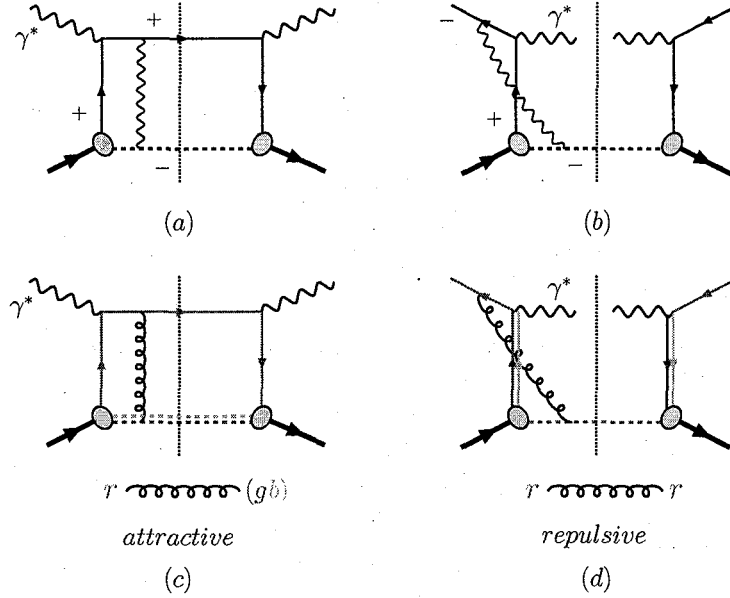 γ* + + −
(a)
− γ* + −
(b)
γ*
r (gb)
attractive
(c)
γ*
r r
repulsive
(d)